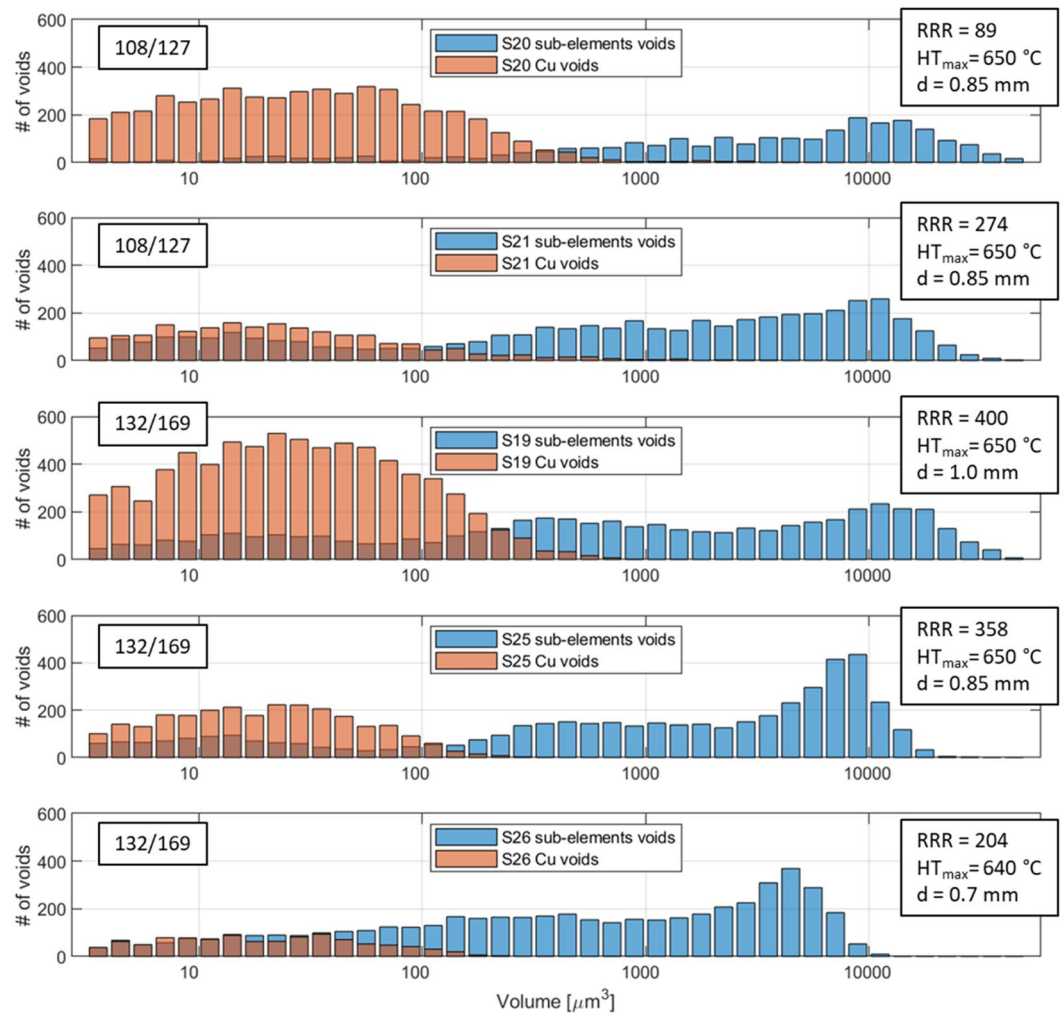 600
400
200
0
# of voids
108/127
S20 sub-elements voids
S20 Cu voids
RRR = 89
HTmax= 650 °C
d = 0.85 mm
10
100
1000
10000
600
400
200
0
# of voids
108/127
S21 sub-elements voids
S21 Cu voids
RRR = 274
HTmax= 650 °C
d = 0.85 mm
10
100
1000
10000
600
400
200
0
# of voids
132/169
S19 sub-elements voids
S19 Cu voids
RRR = 400
HTmax= 650 °C
d = 1.0 mm
10
100
1000
10000
600
400
200
0
# of voids
132/169
S25 sub-elements voids
S25 Cu voids
RRR = 358
HTmax= 650 °C
d = 0.85 mm
10
100
1000
10000
600
400
200
0
# of voids
132/169
S26 sub-elements voids
S26 Cu voids
RRR = 204
HTmax= 640 °C
d = 0.7 mm
10
100
1000
10000
Volume [μm³]